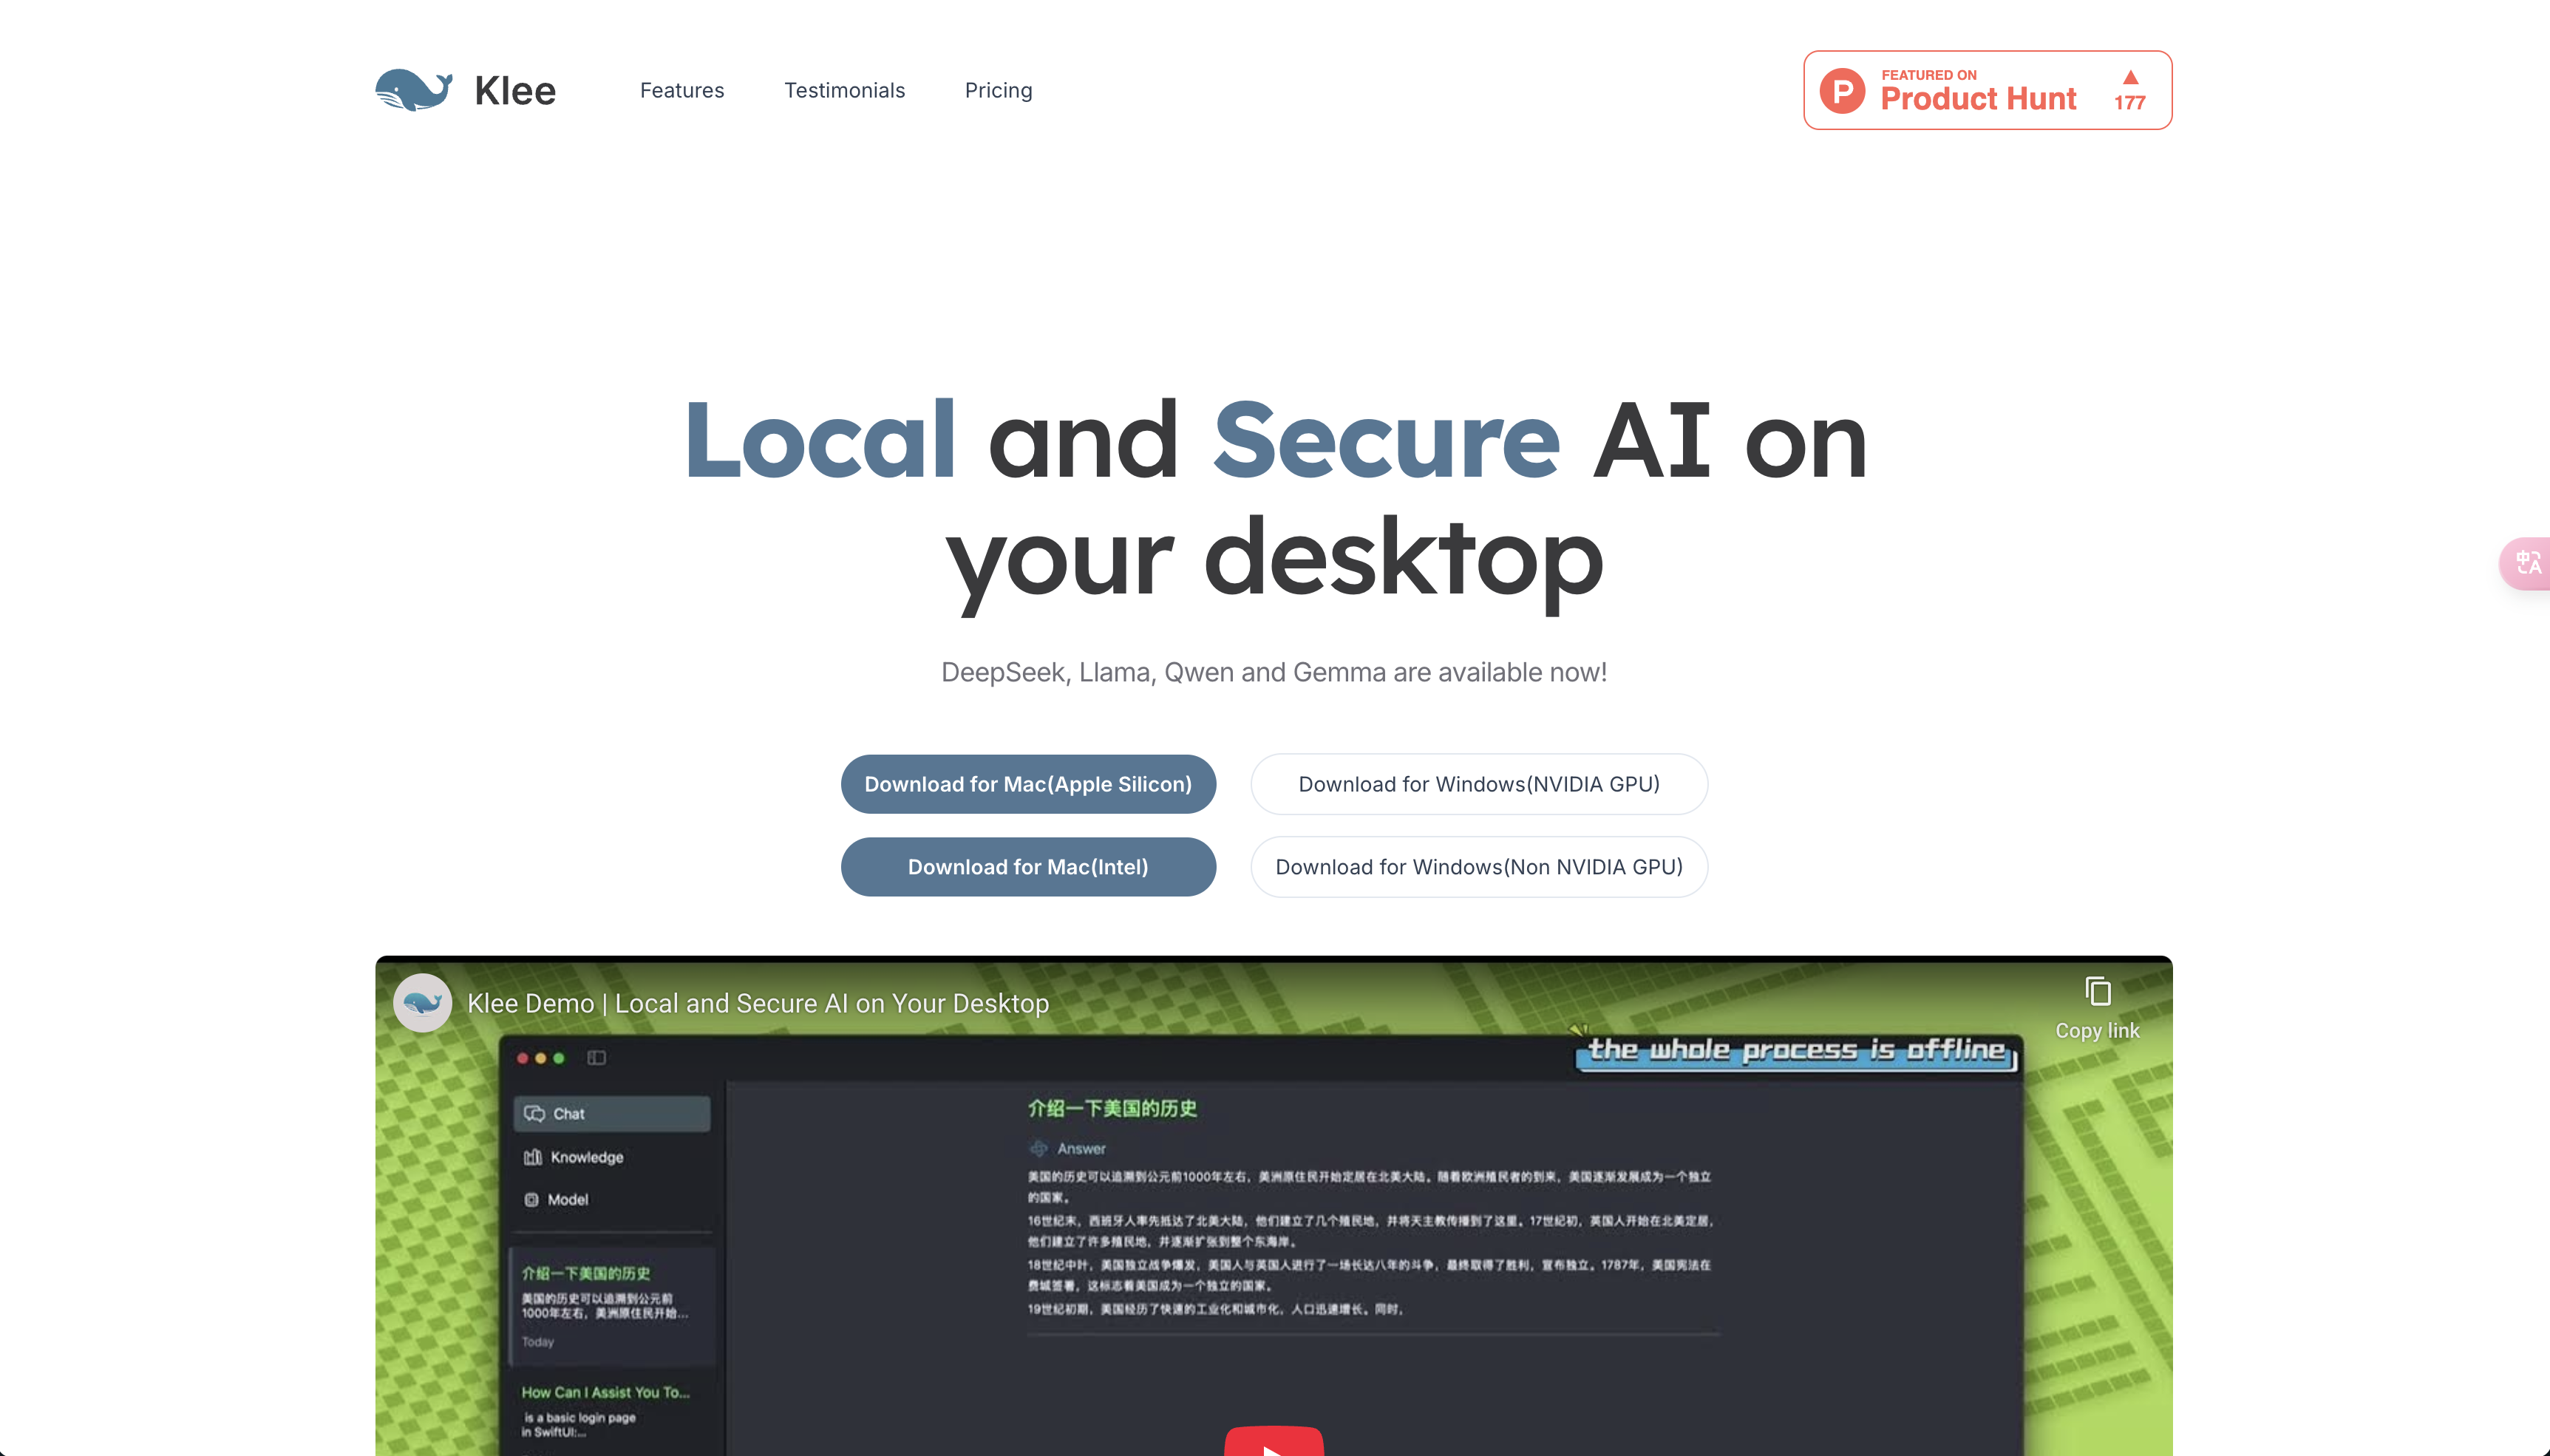 Klee
Features
Testimonials
Pricing
P
FEATURED ON
Product Hunt
177
Local and Secure AI on
your desktop
DeepSeek, Llama, Qwen and Gemma are available now!
Download for Mac(Apple Silicon)
Download for Windows(NVIDIA GPU)
Download for Mac(Intel)
Download for Windows(Non NVIDIA GPU)
中A
Klee Demo | Local and Secure AI on Your Desktop
Copy link
the whole process is offline
Chat
Knowledge
Model
介绍一下美国的历史
美国的历史可以追溯到公元前
1000年左右，美洲原住民开始...
Today
How Can I Assist You To...
is a basic login page
in SwiftUI:...
介绍一下美国的历史
Answer
美国的历史可以追溯到公元前1000年左右，美洲原住民开始定居在北美大陆。随着欧洲殖民者的到来，美国逐渐发展成为一个独立
的国家。
16世纪末，西班牙人率先抵达了北美大陆，他们建立了几个殖民地，并将天主教传播到了这里。17世纪初，英国人开始在北美定居，
他们建立了许多殖民地，并逐渐扩张到整个东海岸。
18世纪中叶，美国独立战争爆发，美国人与英国人进行了一场长达八年的斗争，最终取得了胜利，宣布独立。1787年，美国宪法在
费城签署，这标志着美国成为一个独立的国家。
19世纪初期，美国经历了快速的工业化和城市化，人口迅速增长。同时，